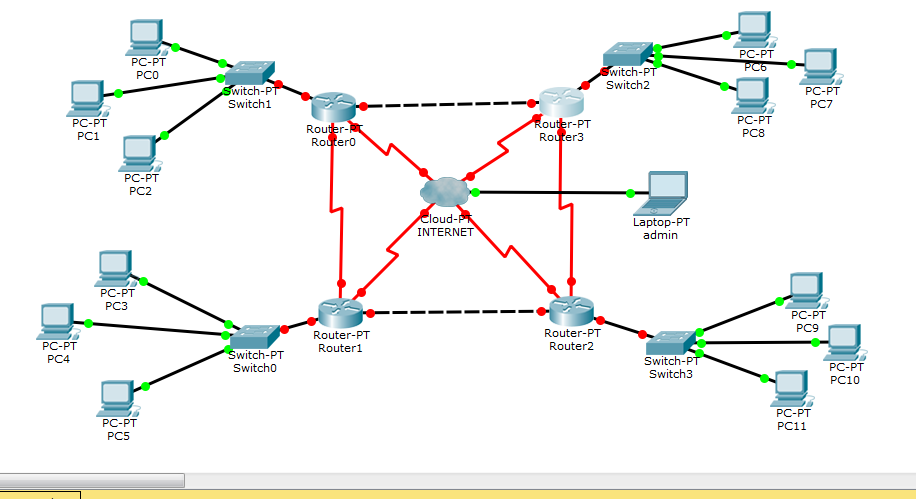 PC-PT
PC0
PC-PT
PC1
PC-PT
PC2
Switch-PT
Switch1
Router-PT
Router0
Router-PT
Router3
Switch-PT
Switch2
PC-PT
PC6
PC-PT
PC7
PC-PT
PC8
Cloud-PT
INTERNET
Laptop-PT
admin
PC-PT
PC3
PC-PT
PC4
PC-PT
PC5
Switch-PT
Switch0
Router-PT
Router1
Router-PT
Router2
Switch-PT
Switch3
PC-PT
PC9
PC-PT
PC10
PC-PT
PC11